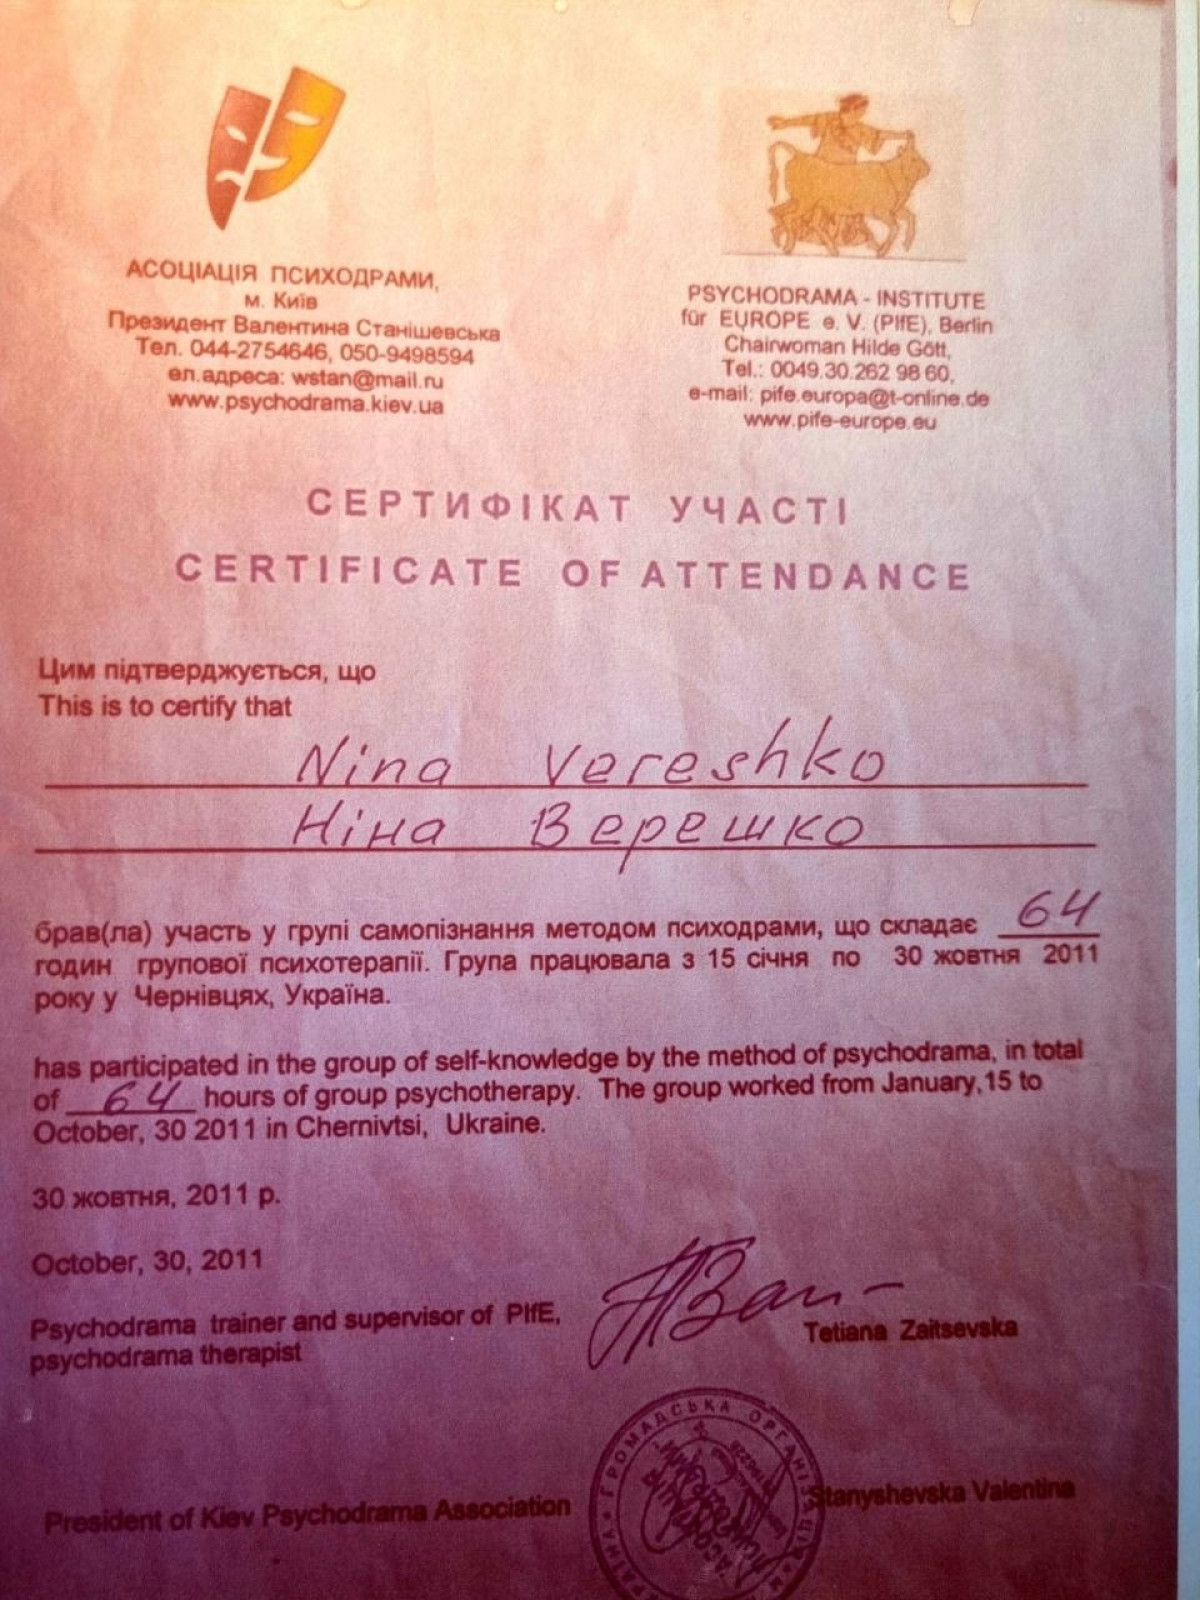 АСОЦІАЦІЯ ПСИХОДРАМИ,
м. Київ
Президент Валентина Станішевська
Тел. 044-2754646, 050-9498594
ел.адреса: wstan@mail.ru
www.psychodrama.kiev.ua
PSYCHODRAMA - INSTITUTE
für EUROPE e. V. (PIfE), Berlin
Chairwoman Hilde Gött,
Tel.: 0049.30.262 98 60,
e-mail: pife.europa@t-online.de
www.pife-europe.eu
СЕРТИФІКАТ УЧАСТІ
CERTIFICATE OF ATTENDANCE
Цим підтверджується, що
This is to certify that
Nina Vereshko
Ніна Верешко
брав(ла) участь у групі самопізнання методом психодрами, що складає 64
годин групової психотерапії. Група працювала з 15 січня по 30 жовтня 2011
року у Чернівцях, Україна.
has participated in the group of self-knowledge by the method of psychodrama, in total
of 64 hours of group psychotherapy. The group worked from January,15 to
October, 30 2011 in Chernivtsi, Ukraine.
30 жовтня, 2011 р.
October, 30, 2011
Psychodrama trainer and supervisor of PIfE,
psychodrama therapist
Tetiana Zaitsevska
ГРОМАДСЬКА ОРГАНІЗАЦІЯ
President of Kiev Psychodrama Association
Stanyshevska Valentina